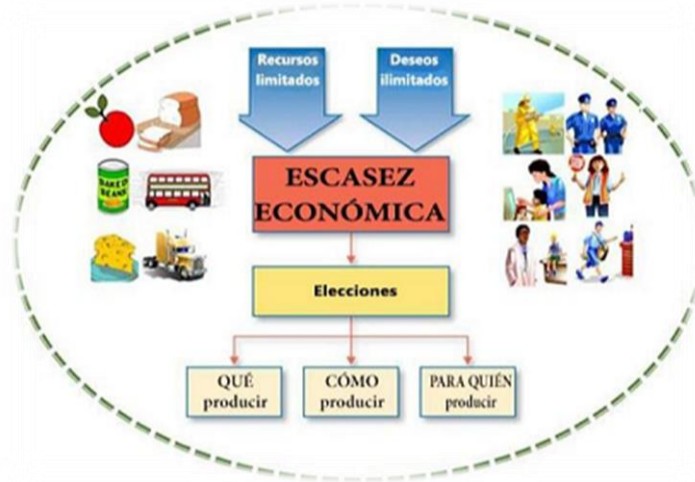 Recursos
limitados
Deseos
ilimitados
BAKED
BEANS
ESCASEZ
ECONÓMICA
Elecciones
QUÉ
producir
CÓMO
producir
PARA QUIÉN
producir